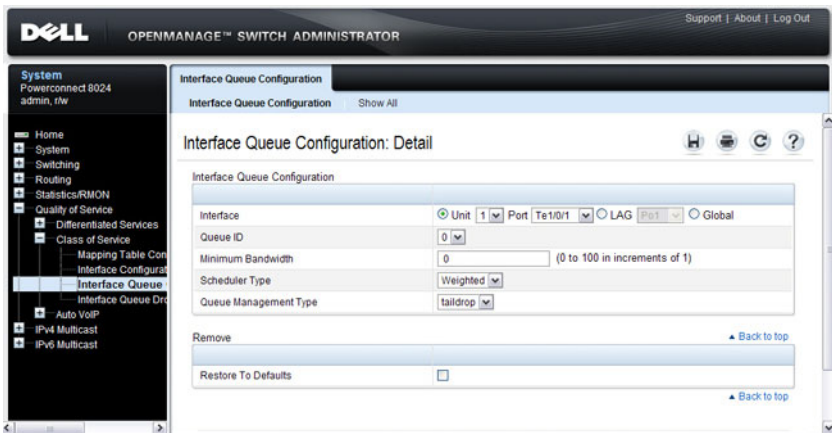 DELL
OPENMANAGE™ SWITCH ADMINISTRATOR
Support | About | Log Out
System
Powerconnect 8024
admin, r/w
Home
System
Switching
Routing
Statistics/RMON
Quality of Service
Differentiated Services
Class of Service
Mapping Table Con
Interface Configurat
Interface Queue
Interface Queue Dro
Auto VoIP
IPv4 Multicast
IPv6 Multicast
Interface Queue Configuration
Interface Queue Configuration Show All
Interface Queue Configuration: Detail
Interface Queue Configuration
Interface Unit 1 Port Te1/0/1 LAG Po1 Global
Queue ID 0
Minimum Bandwidth 0 (0 to 100 in increments of 1)
Scheduler Type Weighted
Queue Management Type taildrop
Remove Back to top
Restore To Defaults
Back to top